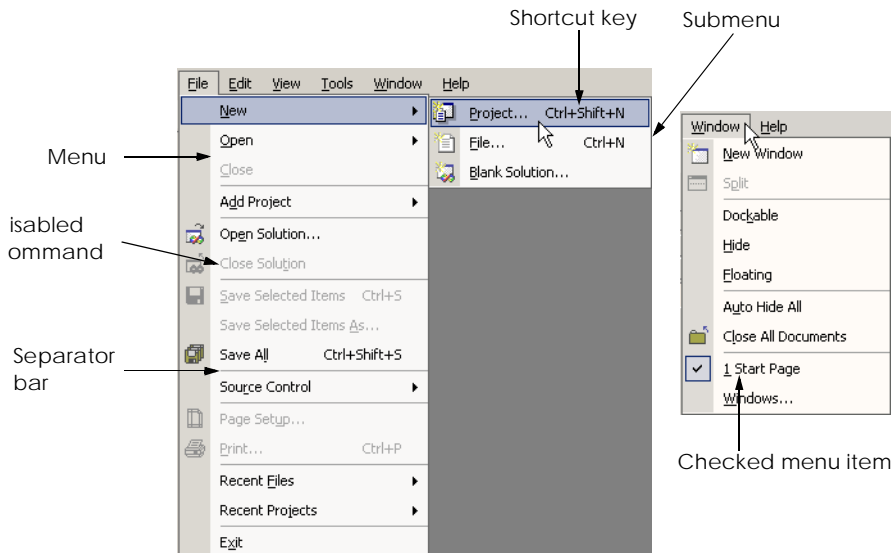 Shortcut key
Submenu
File Edit View Tools Window Help
New
Project... Ctrl+Shift+N
File... Ctrl+N
Blank Solution...
Menu
Open
Close
Add Project
isabled
ommand
Open Solution...
Close Solution
Save Selected Items Ctrl+S
Save Selected Items As...
Save All Ctrl+Shift+S
Separator
bar
Source Control
Page Setup...
Print... Ctrl+P
Recent Files
Recent Projects
Exit
Window Help
New Window
Split
Dockable
Hide
Floating
Auto Hide All
Close All Documents
1 Start Page
Windows...
Checked menu item